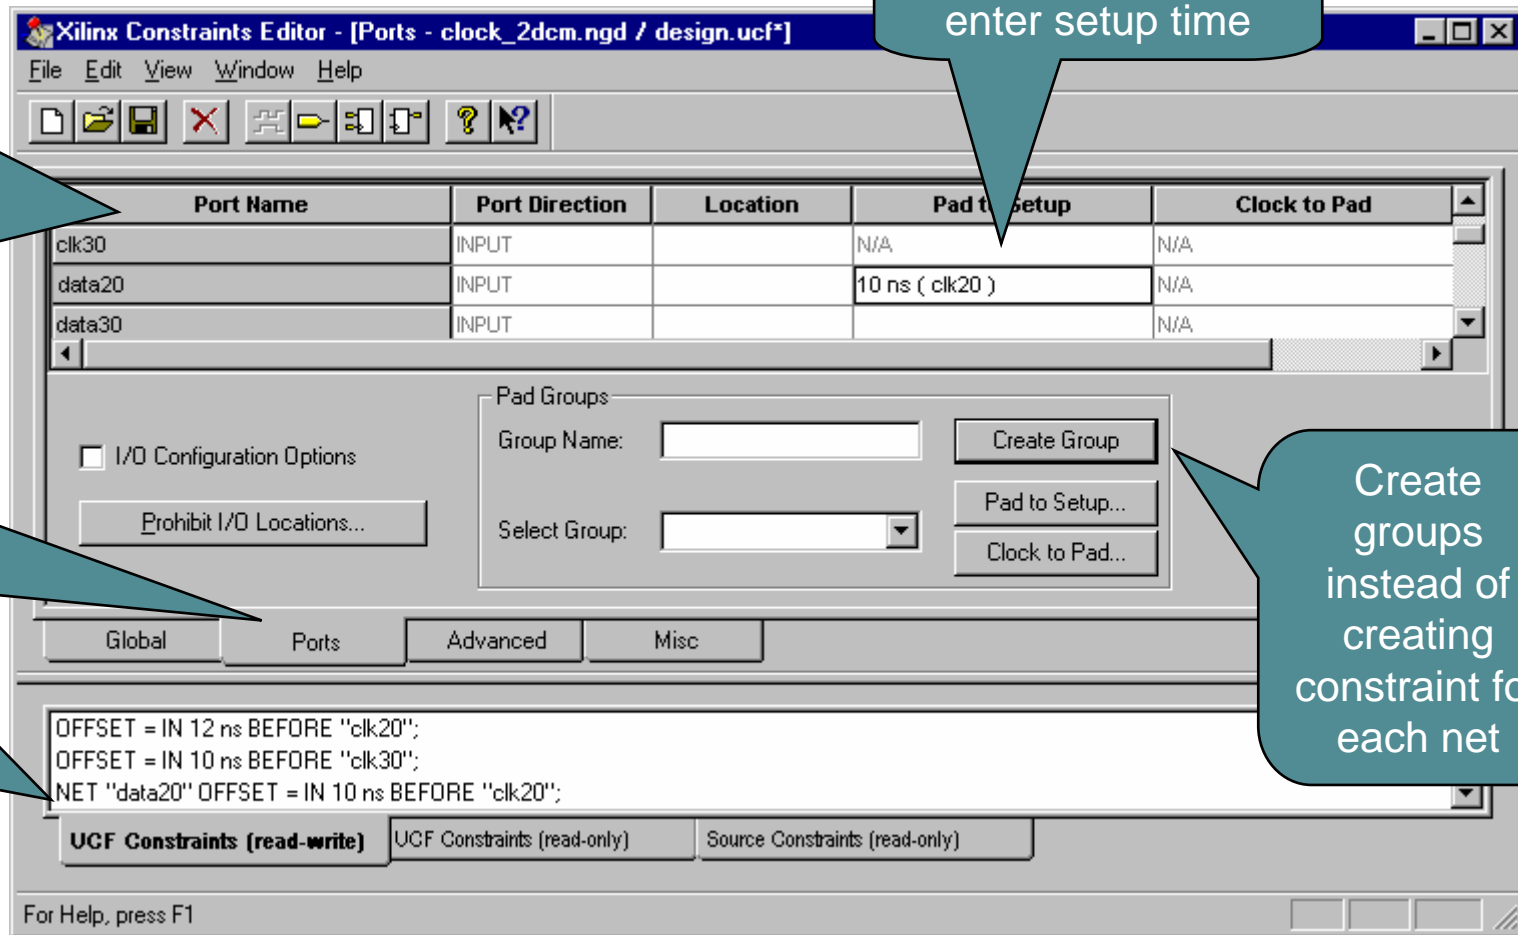 enter setup time
Xilinx Constraints Editor - [Ports - clock_2dcm.ngd / design.ucf*]
File Edit View Window Help
Port Name Port Direction Location Pad to Setup Clock to Pad
clk30 INPUT N/A N/A
data20 INPUT 10 ns ( clk20 ) N/A
data30 INPUT N/A
Pad Groups
I/O Configuration Options
Prohibit I/O Locations...
Group Name:
Create Group
Pad to Setup...
Select Group:
Clock to Pad...
Create
groups
instead of
creating
constraint fo
each net
Global Ports Advanced Misc
OFFSET = IN 12 ns BEFORE "clk20";
OFFSET = IN 10 ns BEFORE "clk30";
NET "data20" OFFSET = IN 10 ns BEFORE "clk20";
UCF Constraints (read-write) UCF Constraints (read-only) Source Constraints (read-only)
For Help, press F1